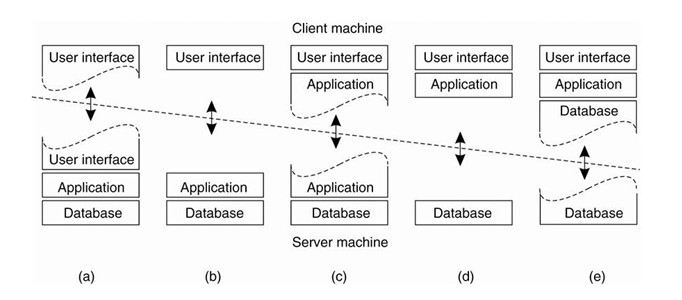 Client machine
User interface User interface User interface User interface User interface
Application Application Application
Database
User interface
Application Application Application
Database Database Database Database Database
Server machine
(a) (b) (c) (d) (e)